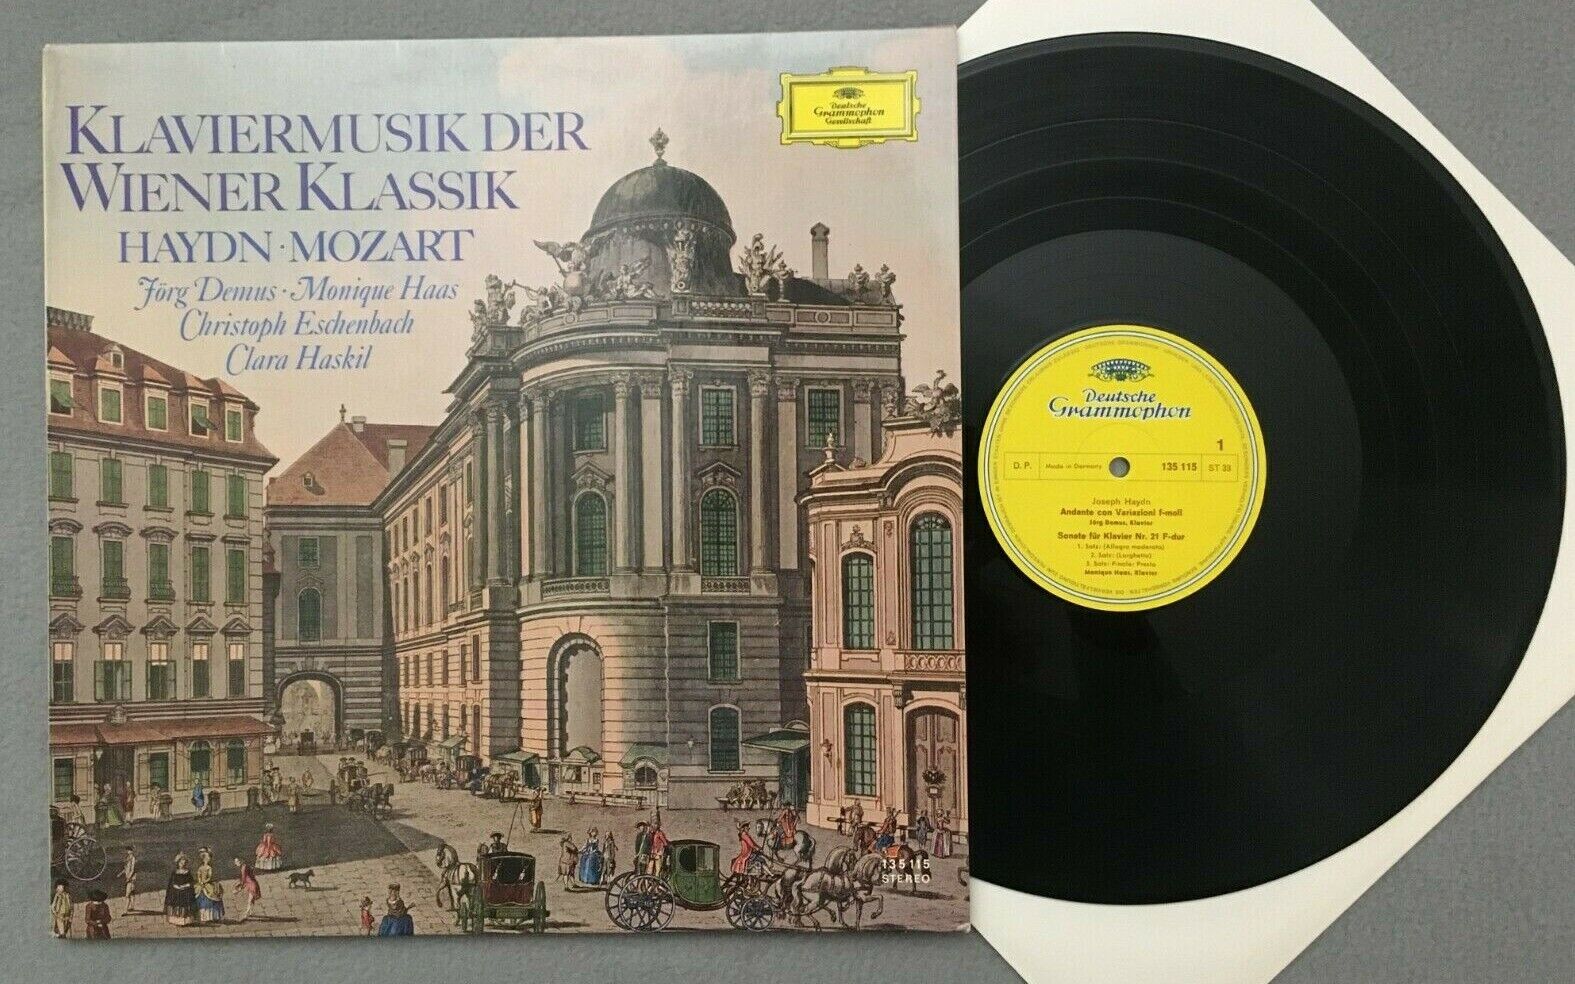 KLAVIERMUSIK DER
WIENER KLASSIK
HAYDN · MOZART
Jörg Demus · Monique Haas
Christoph Eschenbach
Clara Haskil
Deutsche
Grammophon
Gesellschaft
135 115
STEREO
Deutsche
Grammophon
1
D. P. Made in Germany 135 115 ST 33
Joseph Haydn
Andante con Variazioni f-moll
Jörg Demus, Klavier
Sonate für Klavier Nr. 21 F-dur
1. Satz: (Allegro moderato)
2. Satz: (Larghetto)
3. Satz: Finale: Presto
Monique Haas, Klavier